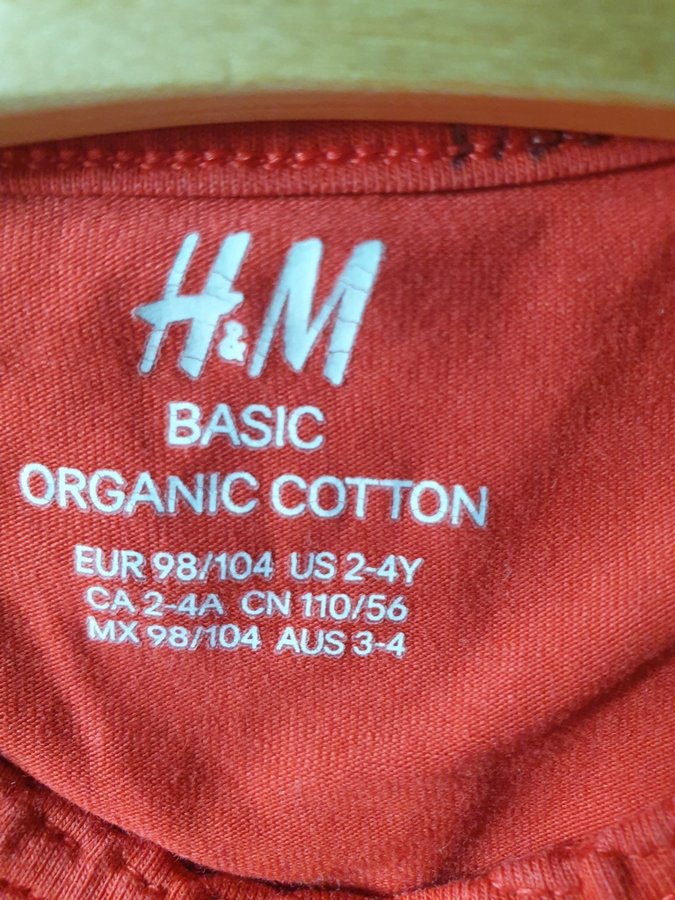 H&M
BASIC
ORGANIC COTTON
EUR 98/104 US 2-4Y
CA 2-4A CN 110/56
MX 98/104 AUS 3-4